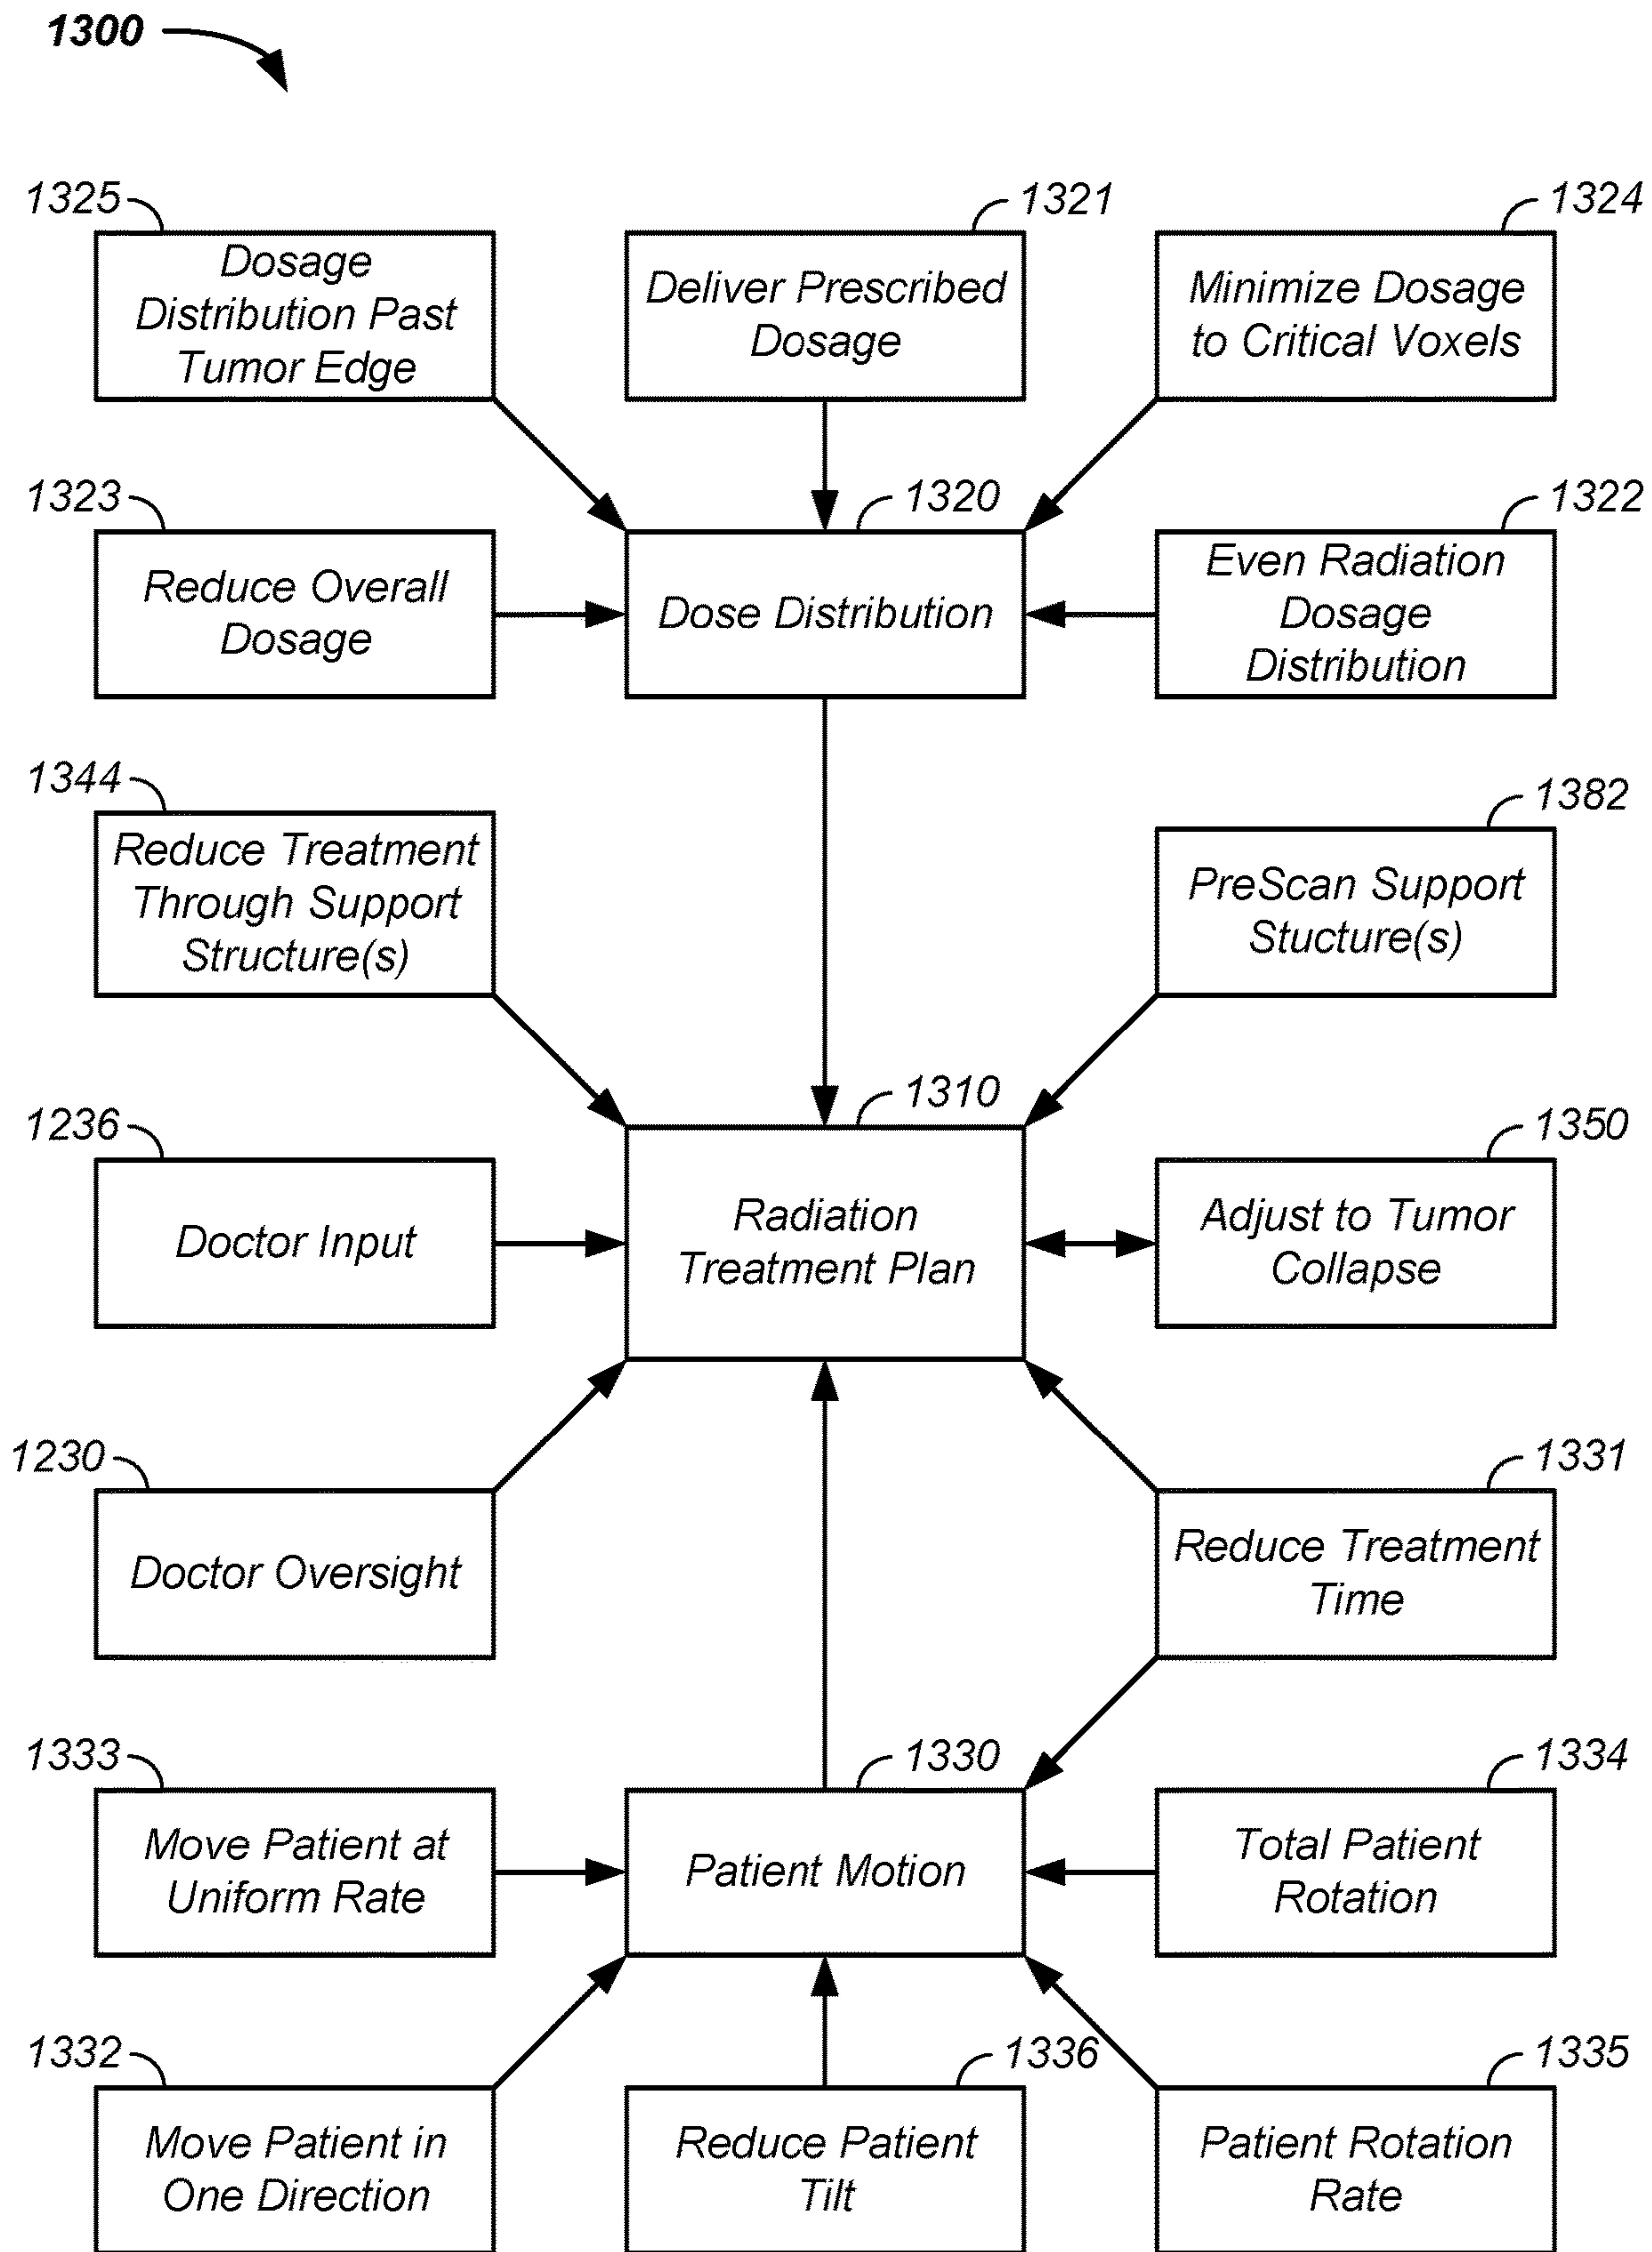 1300
1325
Dosage
Distribution Past
Tumor Edge
1321
Deliver Prescribed
Dosage
1324
Minimize Dosage
to Critical Voxels
1323
Reduce Overall
Dosage
1320
Dose Distribution
1322
Even Radiation
Dosage
Distribution
1344
Reduce Treatment
Through Support
Structure(s)
1382
PreScan Support
Stucture(s)
1236
Doctor Input
1310
Radiation
Treatment Plan
1350
Adjust to Tumor
Collapse
1230
Doctor Oversight
1331
Reduce Treatment
Time
1333
Move Patient at
Uniform Rate
1330
Patient Motion
1334
Total Patient
Rotation
1332
Move Patient in
One Direction
1336
Reduce Patient
Tilt
1335
Patient Rotation
Rate